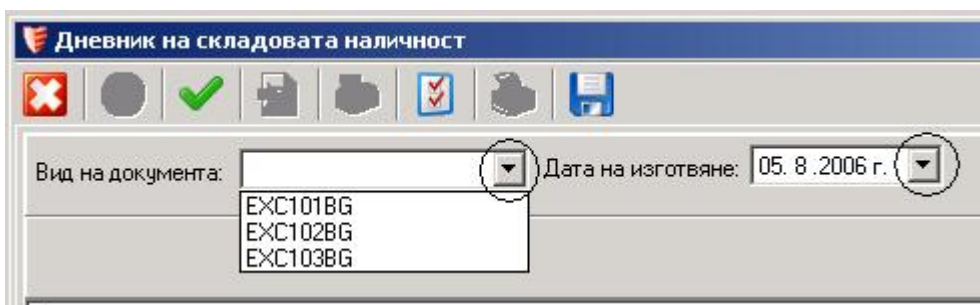 Дневник на складовата наличност
Вид на документа: Дата на изготвяне: 05. 8 .2006 г.
EXC101BG
EXC102BG
EXC103BG